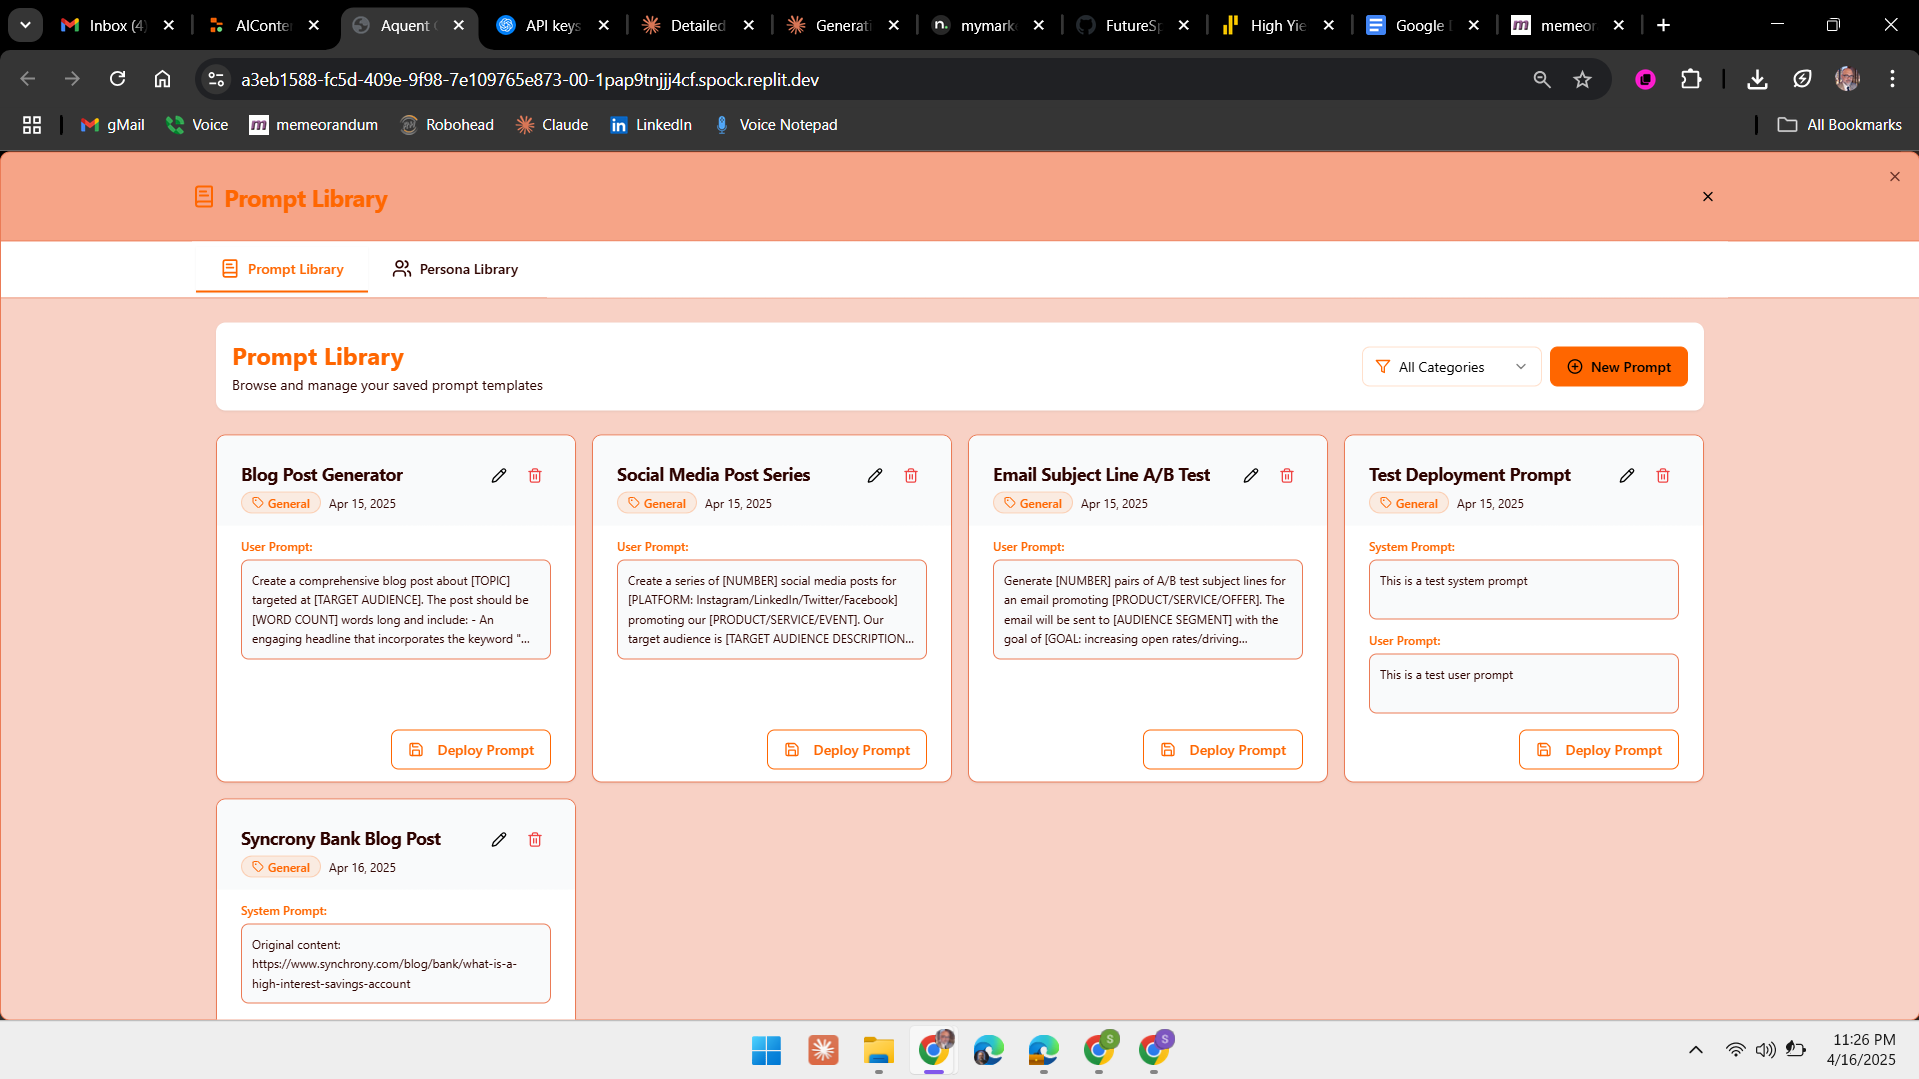 Inbox (4)
AIConte
Aquent
API keys
Detailed
Generati
mymark
FutureSp
High Yie
Google
memeor
a3eb1588-fc5d-409e-9f98-7e109765e873-00-1pap9tnjjj4cf.spock.replit.dev
gMail
Voice
memeorandum
Robohead
Claude
LinkedIn
Voice Notepad
All Bookmarks
Prompt Library
Prompt Library
Persona Library
Prompt Library
Browse and manage your saved prompt templates
All Categories
New Prompt
Blog Post Generator
General Apr 15, 2025
User Prompt:
Create a comprehensive blog post about [TOPIC]
targeted at [TARGET AUDIENCE]. The post should be
[WORD COUNT] words long and include: - An
engaging headline that incorporates the keyword "...
Deploy Prompt
Social Media Post Series
General Apr 15, 2025
User Prompt:
Create a series of [NUMBER] social media posts for
[PLATFORM: Instagram/LinkedIn/Twitter/Facebook]
promoting our [PRODUCT/SERVICE/EVENT]. Our
target audience is [TARGET AUDIENCE DESCRIPTION...
Deploy Prompt
Email Subject Line A/B Test
General Apr 15, 2025
User Prompt:
Generate [NUMBER] pairs of A/B test subject lines for
an email promoting [PRODUCT/SERVICE/OFFER]. The
email will be sent to [AUDIENCE SEGMENT] with the
goal of [GOAL: increasing open rates/driving...
Deploy Prompt
Test Deployment Prompt
General Apr 15, 2025
System Prompt:
This is a test system prompt
User Prompt:
This is a test user prompt
Deploy Prompt
Syncrony Bank Blog Post
General Apr 16, 2025
System Prompt:
Original content:
https://www.synchrony.com/blog/bank/what-is-a-
high-interest-savings-account
11:26 PM
4/16/2025